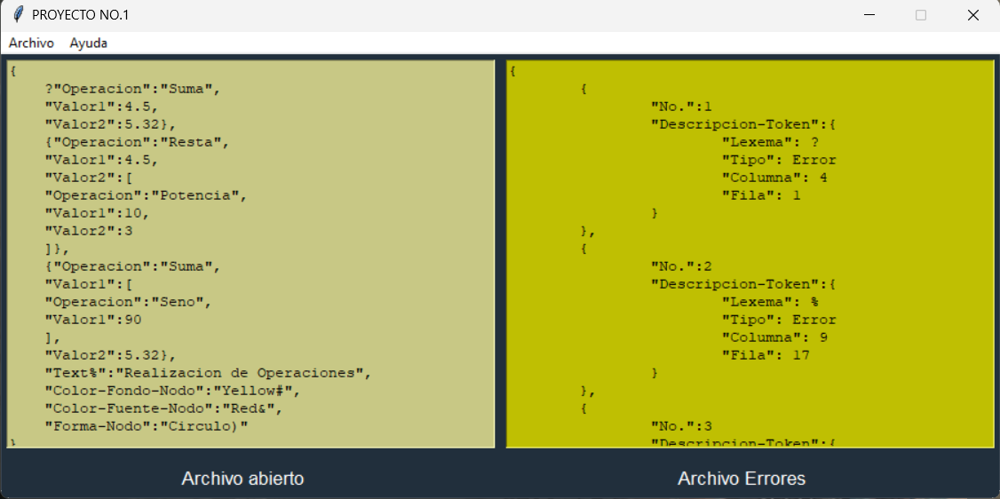 PROYECTO NO.1
Archivo Ayuda
{
?"Operacion":"Suma",
"Valor1":4.5,
"Valor2":5.32},
{"Operacion":"Resta",
"Valor1":4.5,
"Valor2":[
"Operacion":"Potencia",
"Valor1":10,
"Valor2":3
]},
{"Operacion":"Suma",
"Valor1":[
"Operacion":"Seno",
"Valor1":90
],
"Valor2":5.32},
"Text%":"Realizacion de Operaciones",
"Color-Fondo-Nodo":"Yellow#",
"Color-Fuente-Nodo":"Red&",
"Forma-Nodo":"Circulo)"
}
Archivo abierto
{
{
"No.":1
"Descripcion-Token":{
"Lexema": ?
"Tipo": Error
"Columna": 4
"Fila": 1
}
},
{
"No.":2
"Descripcion-Token":{
"Lexema": %
"Tipo": Error
"Columna": 9
"Fila": 17
}
},
{
"No.":3
"Descripcion-Token":{
Archivo Errores